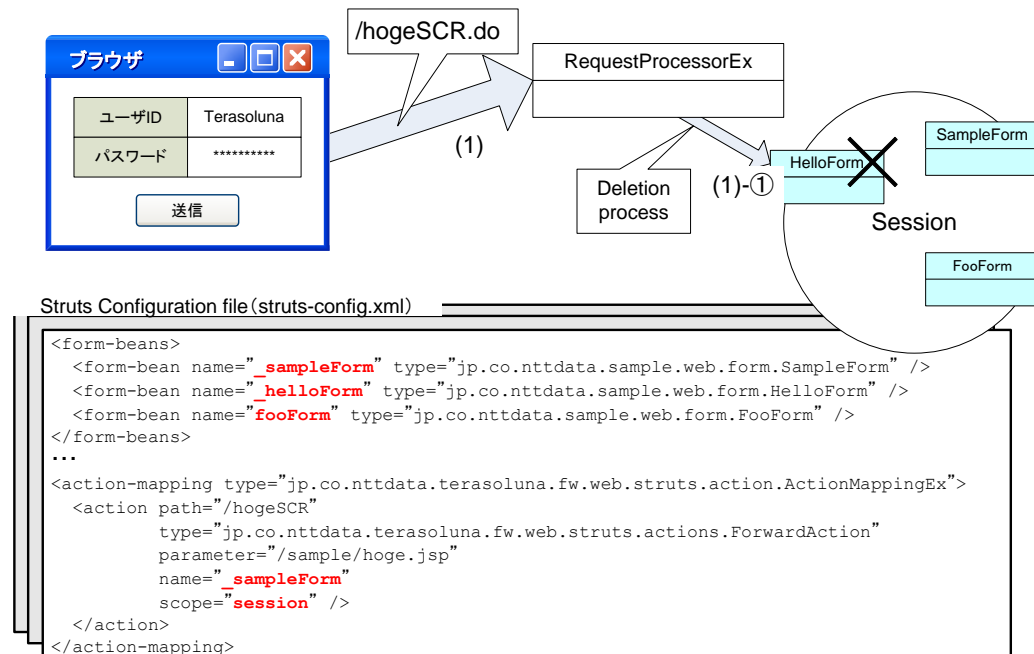 /hogeSCR.do
ブラウザ
ユーザID Terasoluna
パスワード **********
送信
(1)
RequestProcessorEx
Deletion
process
(1)-①
HelloForm
SampleForm
Session
FooForm
Struts Configuration file(struts-config.xml)
<form-beans>
<form-bean name="_sampleForm" type="jp.co.nttdata.sample.web.form.SampleForm" />
<form-bean name="_helloForm" type="jp.co.nttdata.sample.web.form.HelloForm" />
<form-bean name="fooForm" type="jp.co.nttdata.sample.web.form.FooForm" />
</form-beans>
...
<action-mapping type="jp.co.nttdata.terasoluna.fw.web.struts.action.ActionMappingEx">
<action path="/hogeSCR"
type="jp.co.nttdata.terasoluna.fw.web.struts.actions.ForwardAction"
parameter="/sample/hoge.jsp"
name="_sampleForm"
scope="session" />
</action>
</action-mapping>